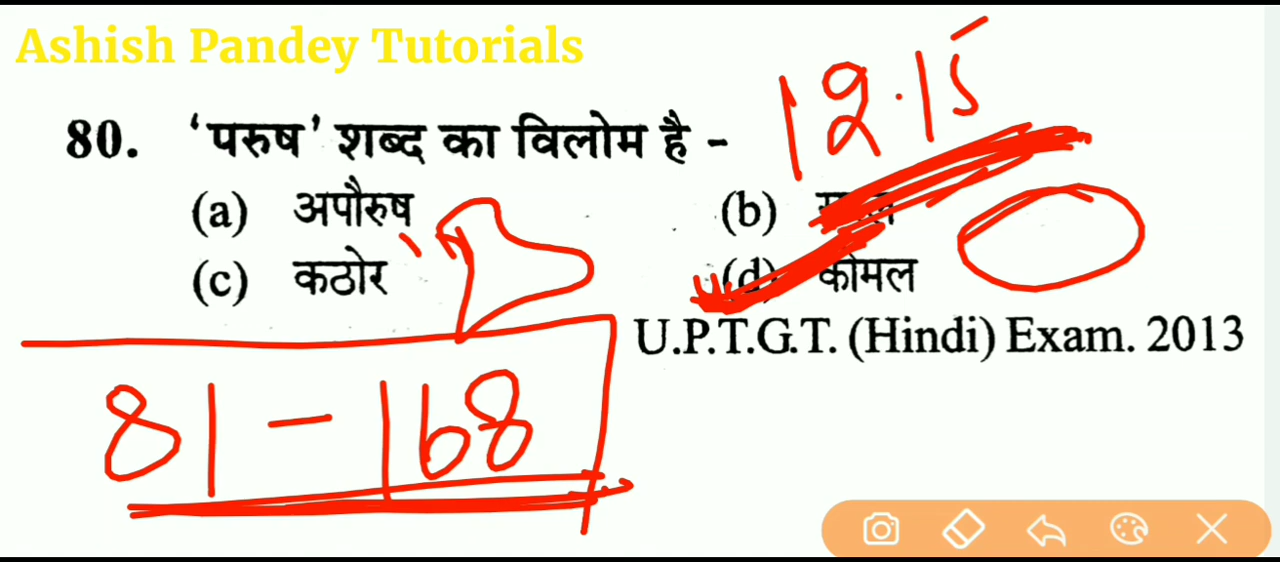 Ashish Pandey Tutorials
12.15
80. 'परुष' शब्द का विलोम है -
(a) अपौरुष (b)
(c) कठोर (d) कोमल
U.P.T.G.T. (Hindi) Exam. 2013
81 - 168